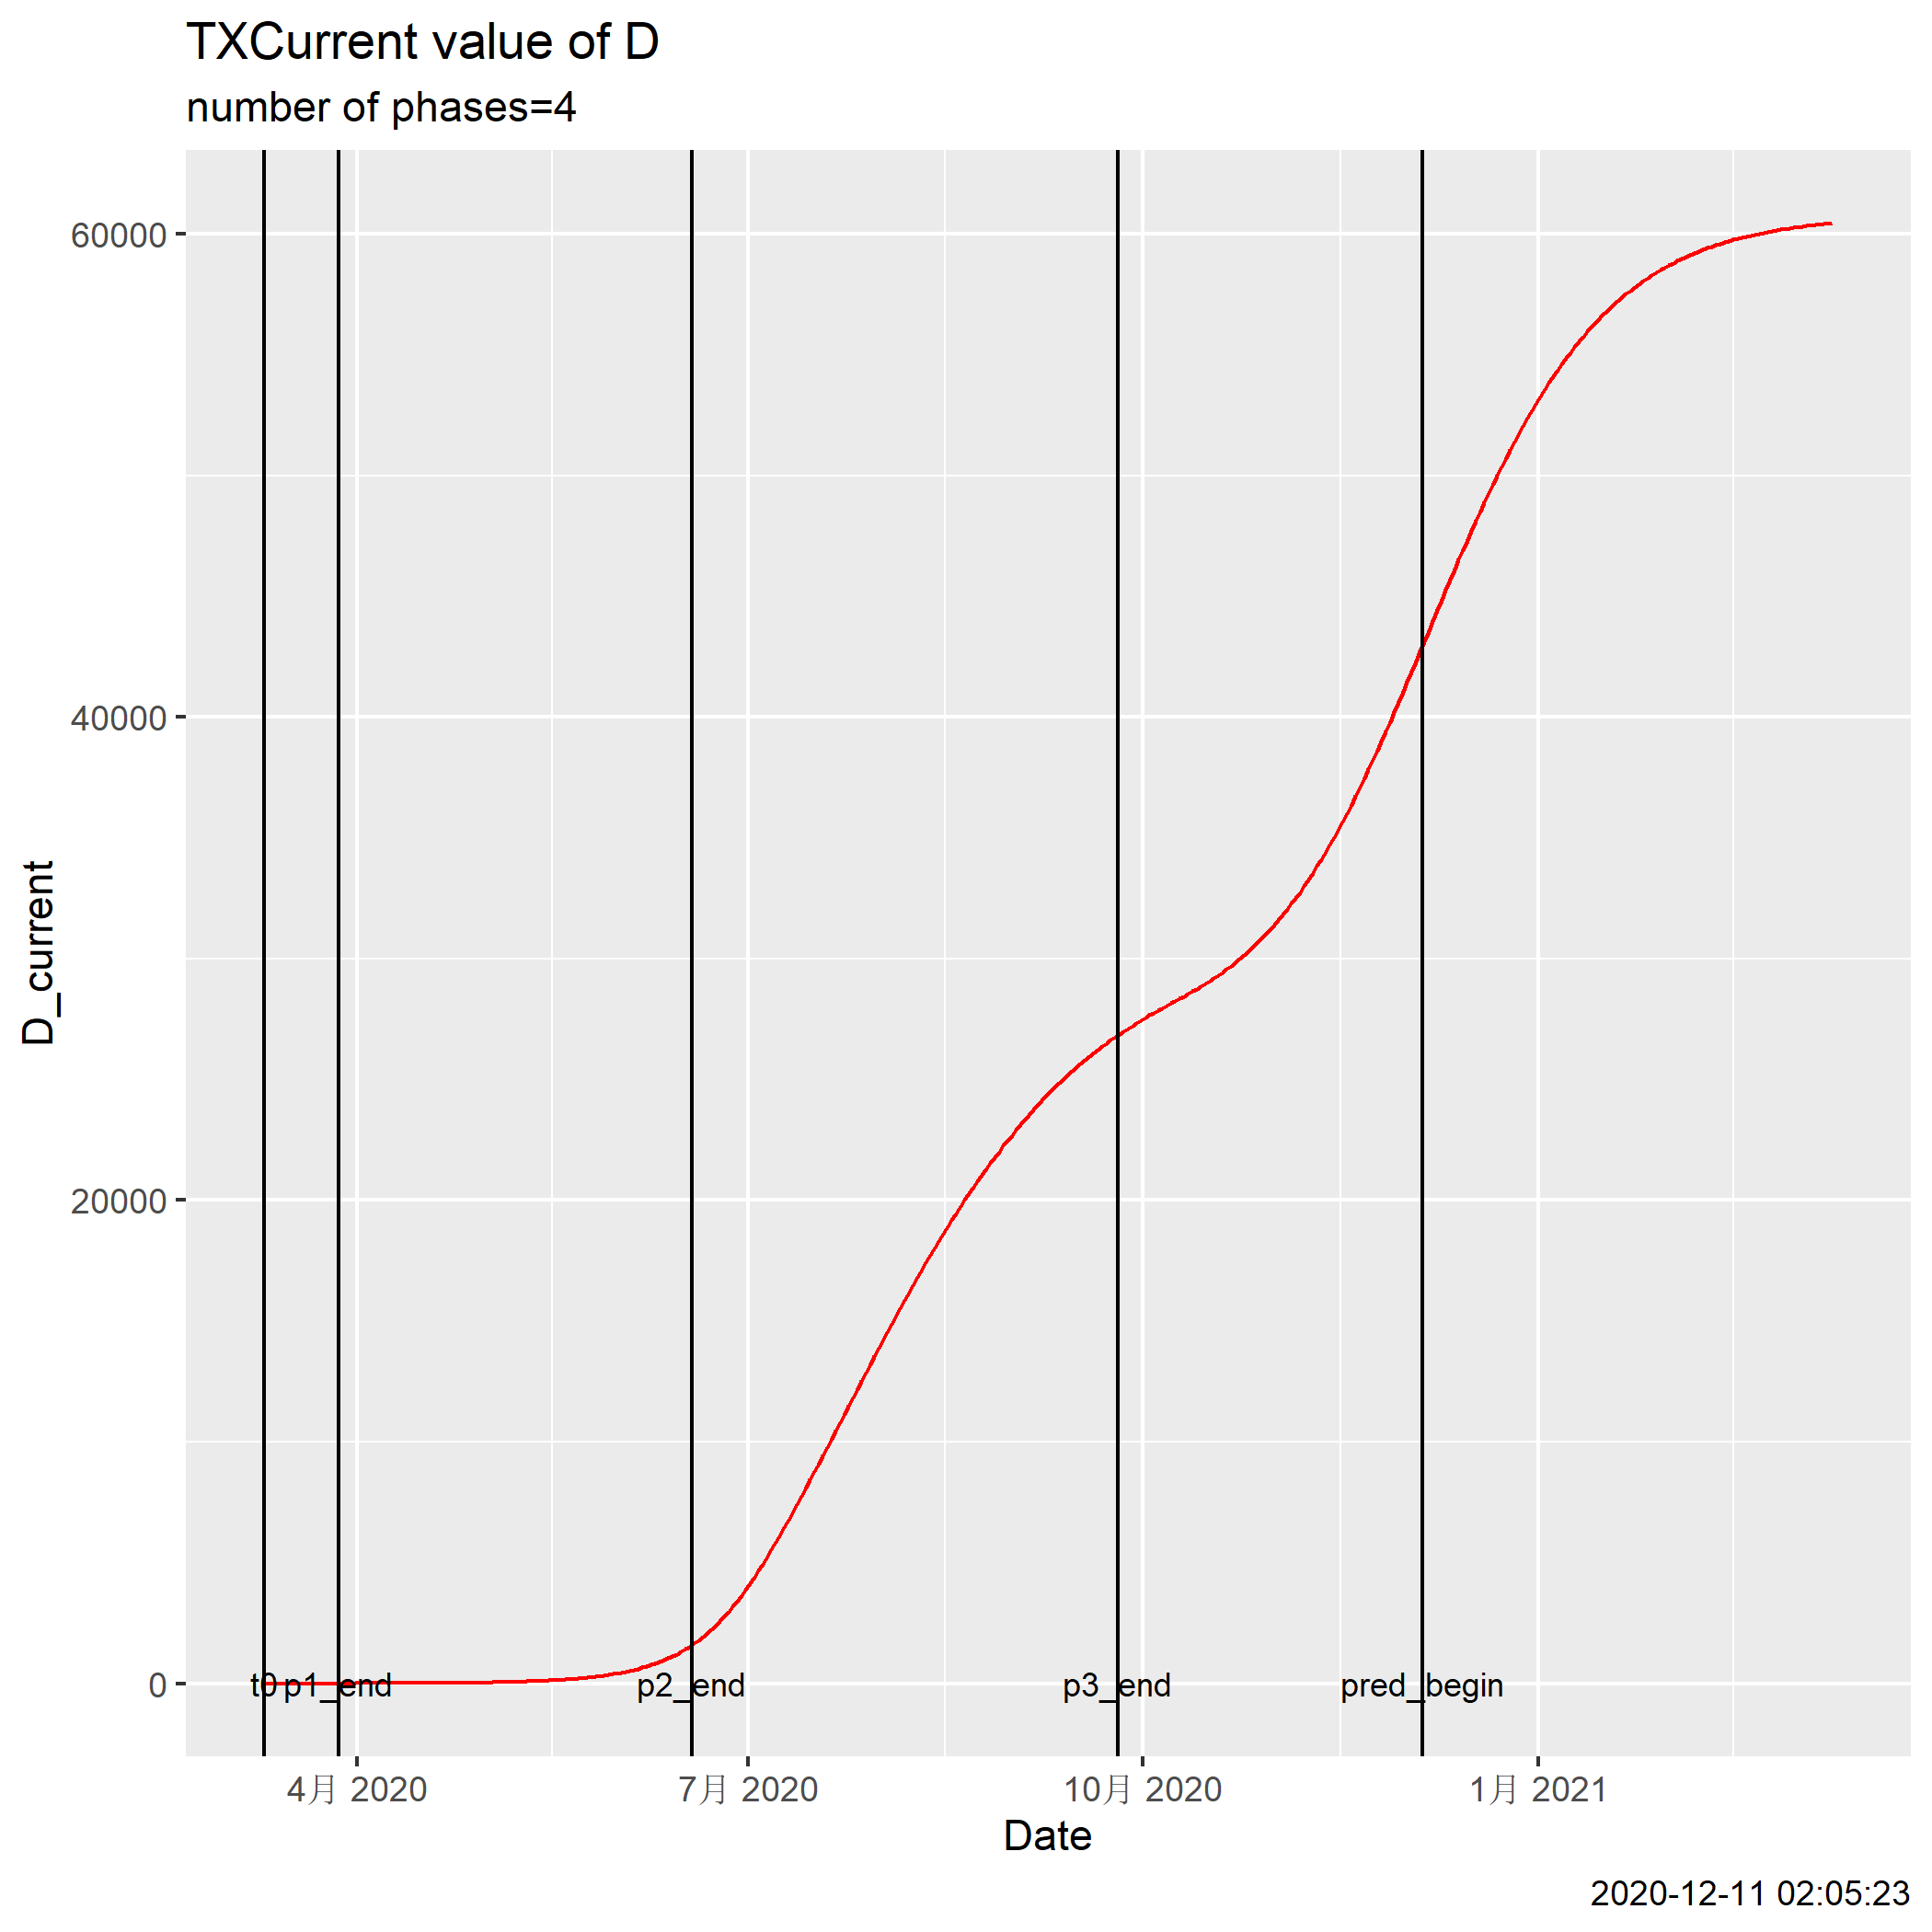 TXCurrent value of D
number of phases=4
D_current
60000
40000
20000
0
t0 p1_end p2_end p3_end pred_begin
4月 2020 7月 2020 10月 2020 1月 2021
Date
2020-12-11 02:05:23